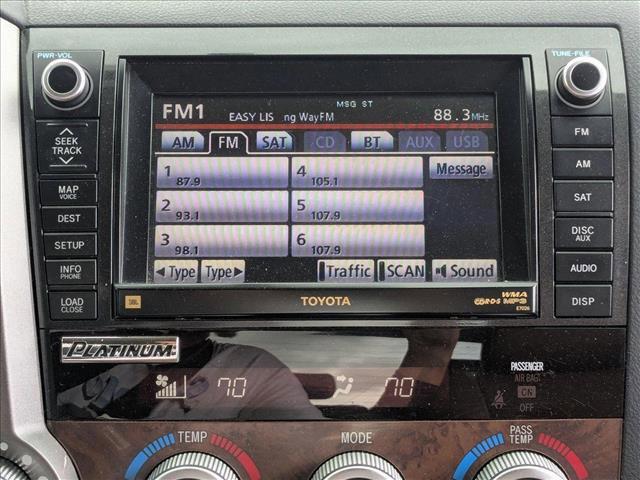 PWR•VOL
TUNE•FILE
SEEK
TRACK
MAP
VOICE
DEST
SETUP
INFO
PHONE
LOAD
CLOSE
MSG ST
FM1 EASY LIS ng WayFM 88.3MHz
AM FM SAT CD BT AUX USB
1 87.9 4 105.1 Message
2 93.1 5 107.9
3 98.1 6 107.9
◄Type Type► Traffic SCAN Sound
JBL TOYOTA R•D•S WMA
MP3
E7026
FM
AM
SAT
DISC
AUX
AUDIO
DISP
PLATINUM
70 70
PASSENGER
AIR BAG
ON
OFF
TEMP MODE PASS
TEMP